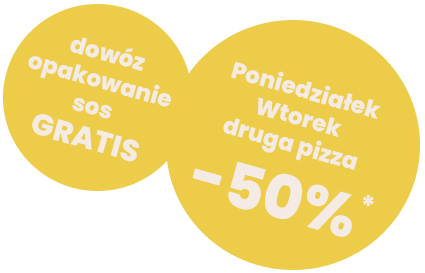 dowóz
opakowanie
sos
GRATIS
Poniedziałek
Wtorek
druga pizza
-50%*